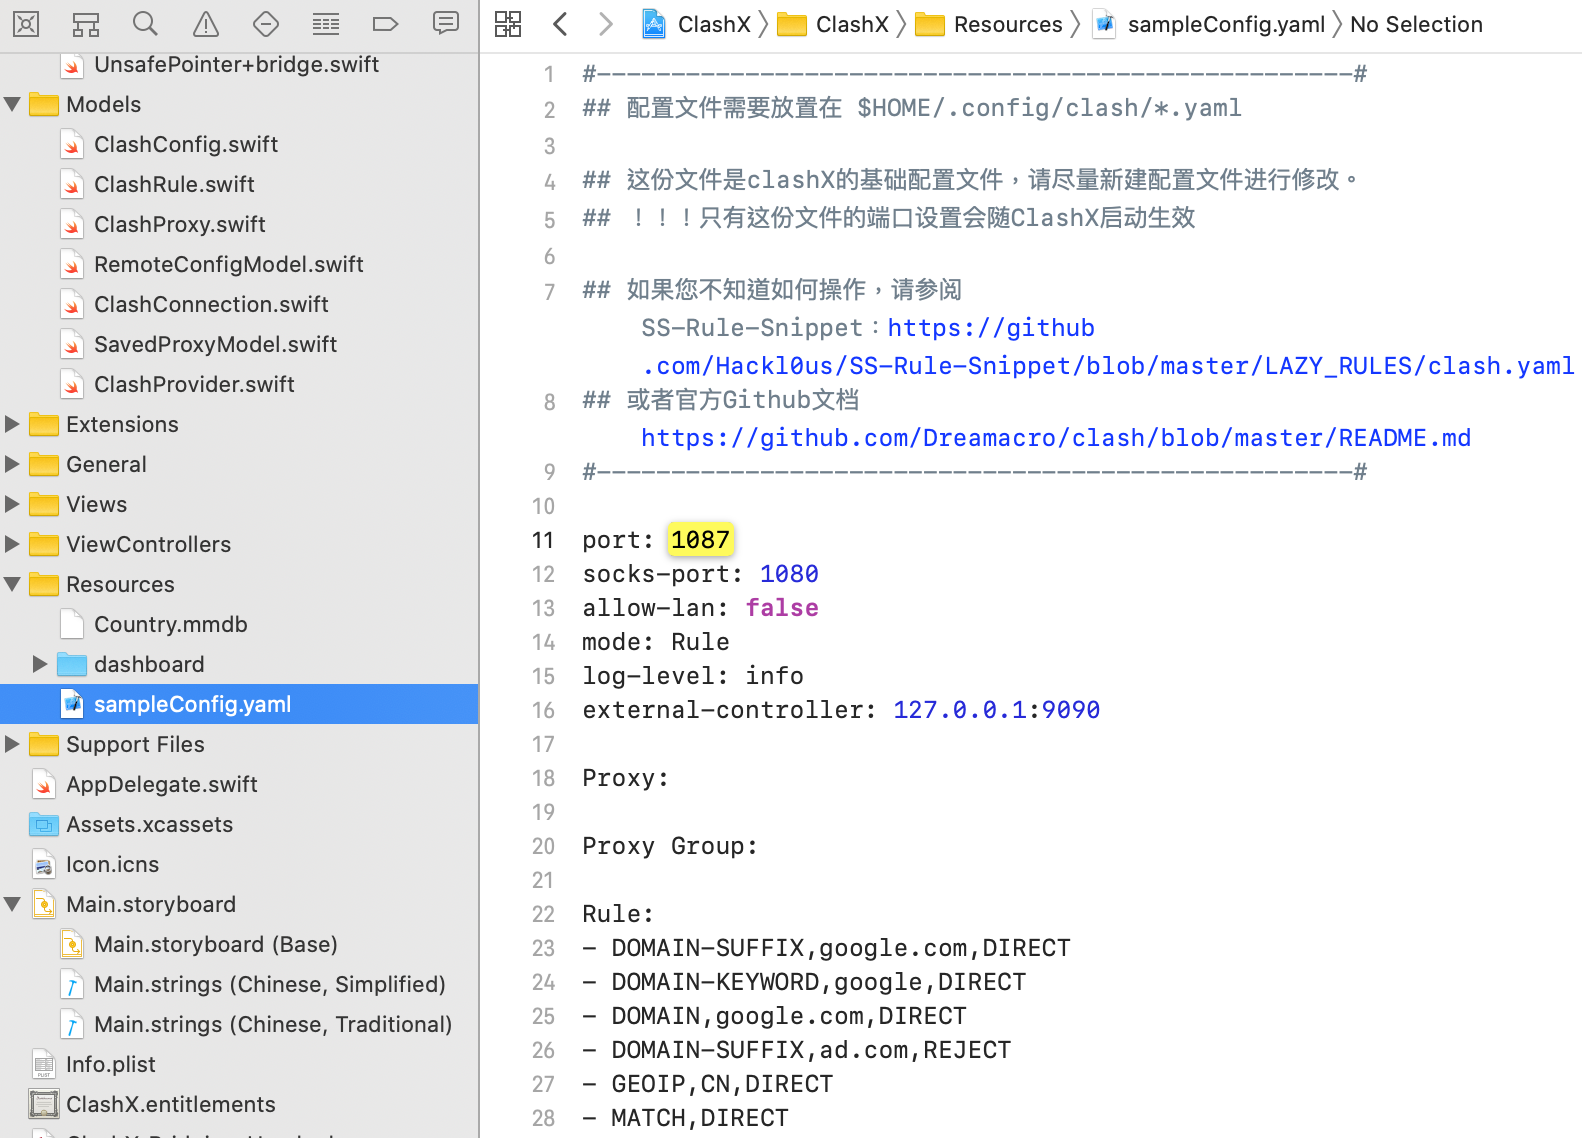 UnsafePointer+bridge.swift
Models
ClashConfig.swift
ClashRule.swift
ClashProxy.swift
RemoteConfigModel.swift
ClashConnection.swift
SavedProxyModel.swift
ClashProvider.swift
Extensions
General
Views
ViewControllers
Resources
Country.mmdb
dashboard
sampleConfig.yaml
Support Files
AppDelegate.swift
Assets.xcassets
Icon.icns
Main.storyboard
Main.storyboard (Base)
Main.strings (Chinese, Simplified)
Main.strings (Chinese, Traditional)
Info.plist
ClashX.entitlements
ClashX > ClashX > Resources > sampleConfig.yaml > No Selection
1 #---------------------------------------------------#
2 ## 配置文件需要放置在 $HOME/.config/clash/*.yaml
3
4 ## 这份文件是clashX的基础配置文件，请尽量新建配置文件进行修改。
5 ## ！！！只有这份文件的端口设置会随ClashX启动生效
6
7 ## 如果您不知道如何操作，请参阅
SS-Rule-Snippet：https://github
.com/Hackl0us/SS-Rule-Snippet/blob/master/LAZY_RULES/clash.yaml
8 ## 或者官方Github文档
https://github.com/Dreamacro/clash/blob/master/README.md
9 #---------------------------------------------------#
10
11 port: 1087
12 socks-port: 1080
13 allow-lan: false
14 mode: Rule
15 log-level: info
16 external-controller: 127.0.0.1:9090
17
18 Proxy:
19
20 Proxy Group:
21
22 Rule:
23 - DOMAIN-SUFFIX,google.com,DIRECT
24 - DOMAIN-KEYWORD,google,DIRECT
25 - DOMAIN,google.com,DIRECT
26 - DOMAIN-SUFFIX,ad.com,REJECT
27 - GEOIP,CN,DIRECT
28 - MATCH,DIRECT